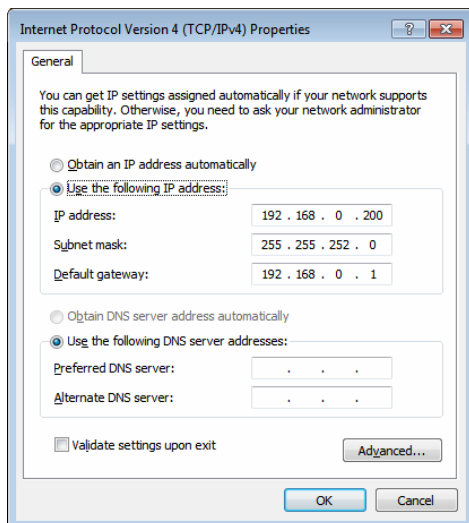 Internet Protocol Version 4 (TCP/IPv4) Properties
General
You can get IP settings assigned automatically if your network supports
this capability. Otherwise, you need to ask your network administrator
for the appropriate IP settings.
Obtain an IP address automatically
Use the following IP address:
IP address: 192 . 168 . 0 . 200
Subnet mask: 255 . 255 . 252 . 0
Default gateway: 192 . 168 . 0 . 1
Obtain DNS server address automatically
Use the following DNS server addresses:
Preferred DNS server: . . .
Alternate DNS server: . . .
Validate settings upon exit
Advanced...
OK Cancel